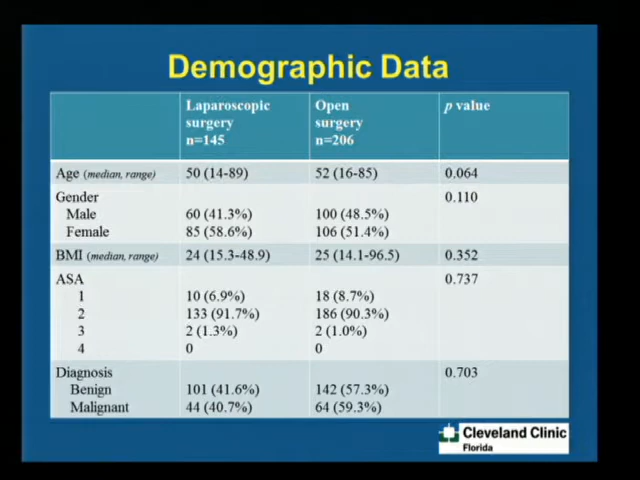 Demographic Data
Laparoscopic surgery n=145 Open surgery n=206 p value
Age (median, range) 50 (14-89) 52 (16-85) 0.064
Gender 0.110
Male 60 (41.3%) 100 (48.5%)
Female 85 (58.6%) 106 (51.4%)
BMI (median, range) 24 (15.3-48.9) 25 (14.1-96.5) 0.352
ASA 0.737
1 10 (6.9%) 18 (8.7%)
2 133 (91.7%) 186 (90.3%)
3 2 (1.3%) 2 (1.0%)
4 0 0
Diagnosis 0.703
Benign 101 (41.6%) 142 (57.3%)
Malignant 44 (40.7%) 64 (59.3%)
Cleveland Clinic
Florida